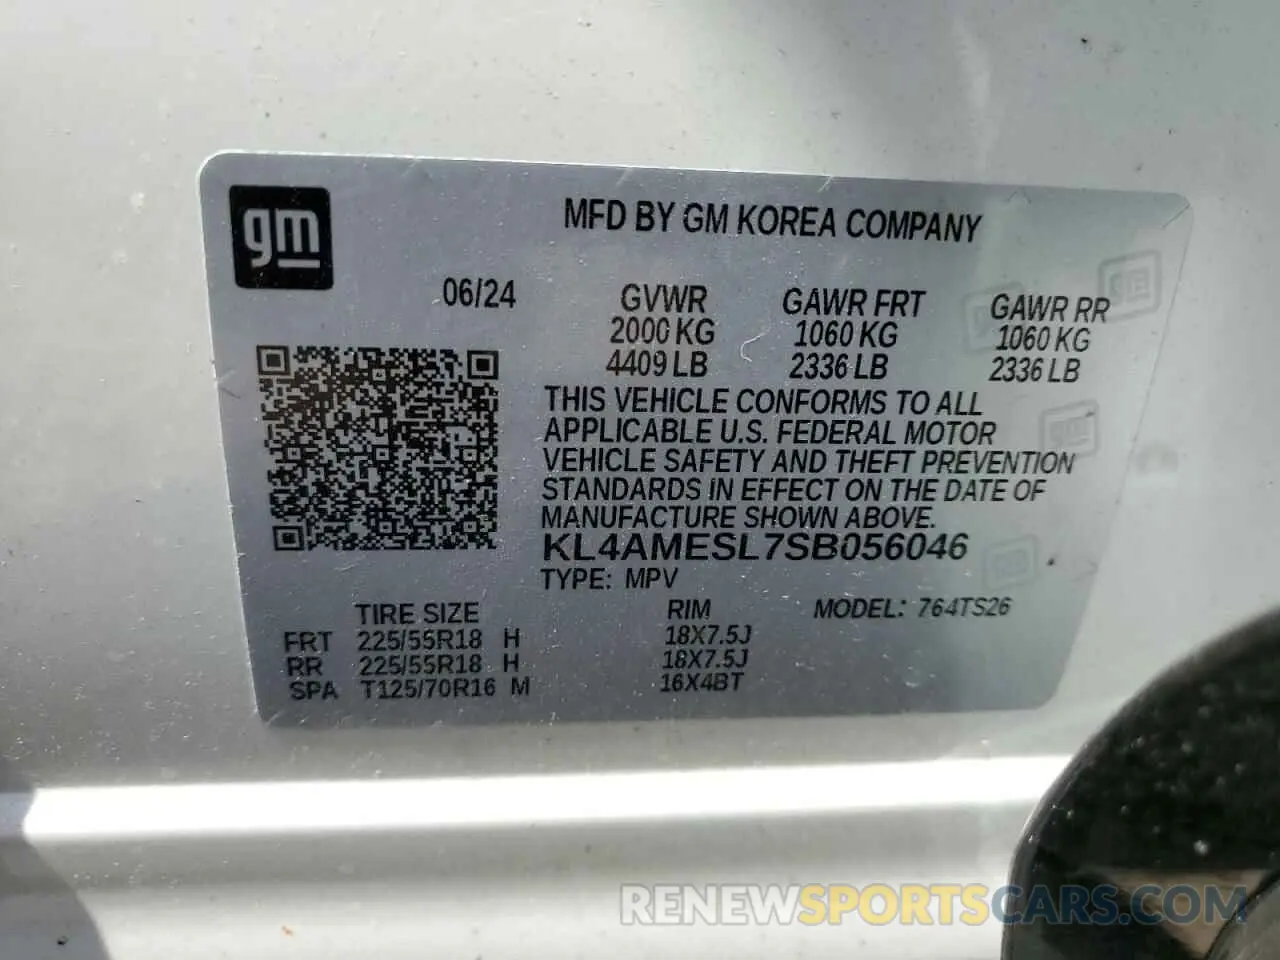 gm
MFD BY GM KOREA COMPANY
06/24 GVWR GAWR FRT GAWR RR
2000 KG 1060 KG 1060 KG
4409 LB 2336 LB 2336 LB
THIS VEHICLE CONFORMS TO ALL
APPLICABLE U.S. FEDERAL MOTOR
VEHICLE SAFETY AND THEFT PREVENTION
STANDARDS IN EFFECT ON THE DATE OF
MANUFACTURE SHOWN ABOVE.
KL4AMESL7SB056046
TYPE: MPV
TIRE SIZE RIM MODEL: 764TS26
FRT 225/55R18 H 18X7.5J
RR 225/55R18 H 18X7.5J
SPA T125/70R16 M 16X4BT
RENEWSPORTSCARS.COM